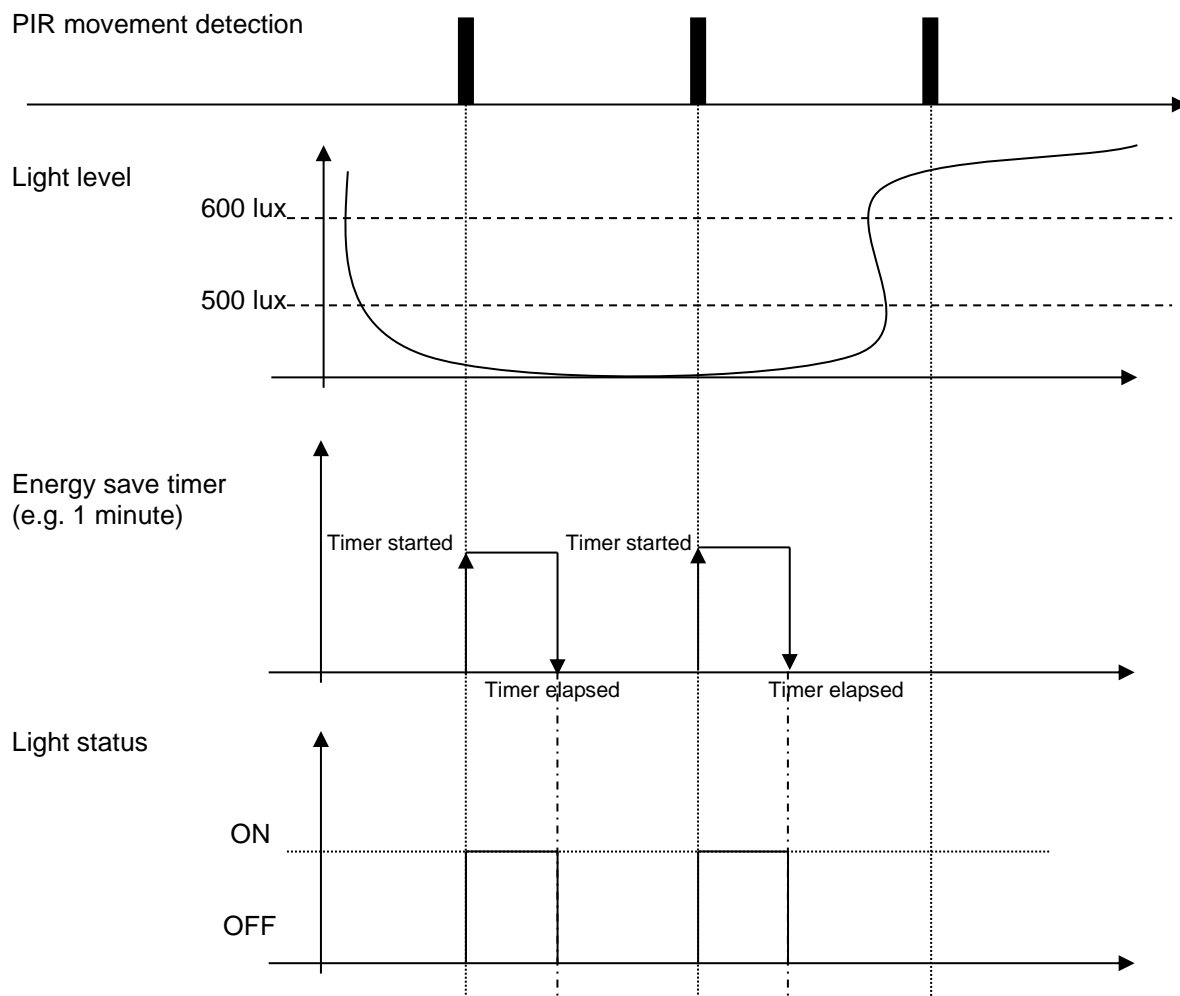 PIR movement detection
Light level
600 lux
500 lux
Energy save timer
(e.g. 1 minute)
Timer started
Timer started
Timer elapsed
Timer elapsed
Light status
ON
OFF